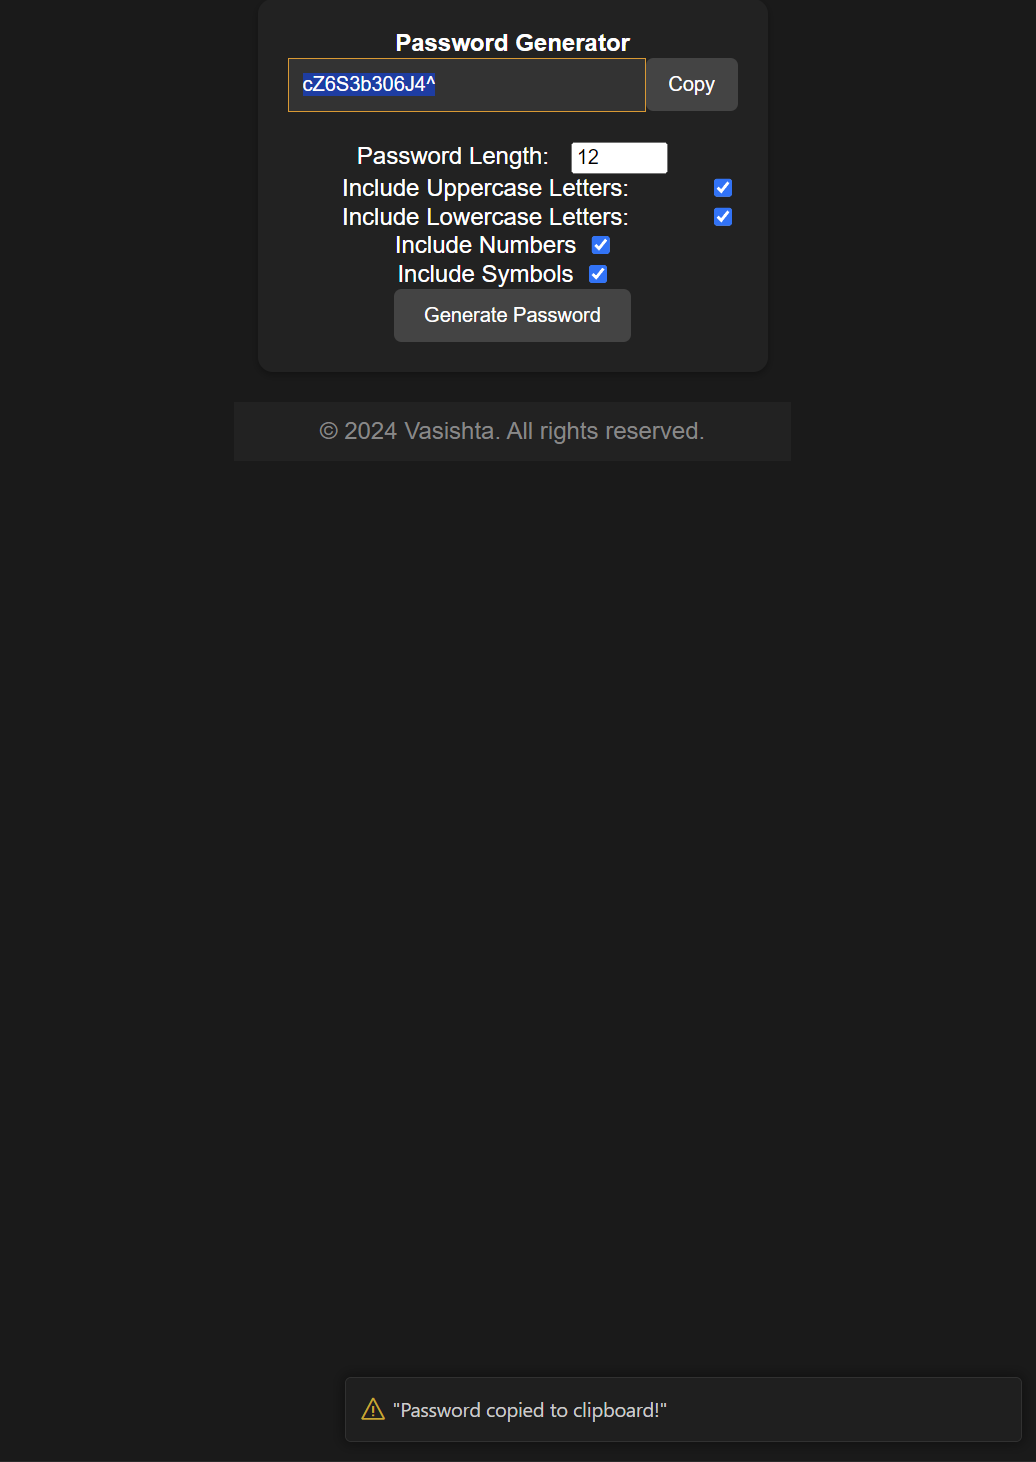 Password Generator
cZ6S3b306J4^ Copy
Password Length: 12
Include Uppercase Letters:
Include Lowercase Letters:
Include Numbers
Include Symbols
Generate Password
© 2024 Vasishta. All rights reserved.
"Password copied to clipboard!"